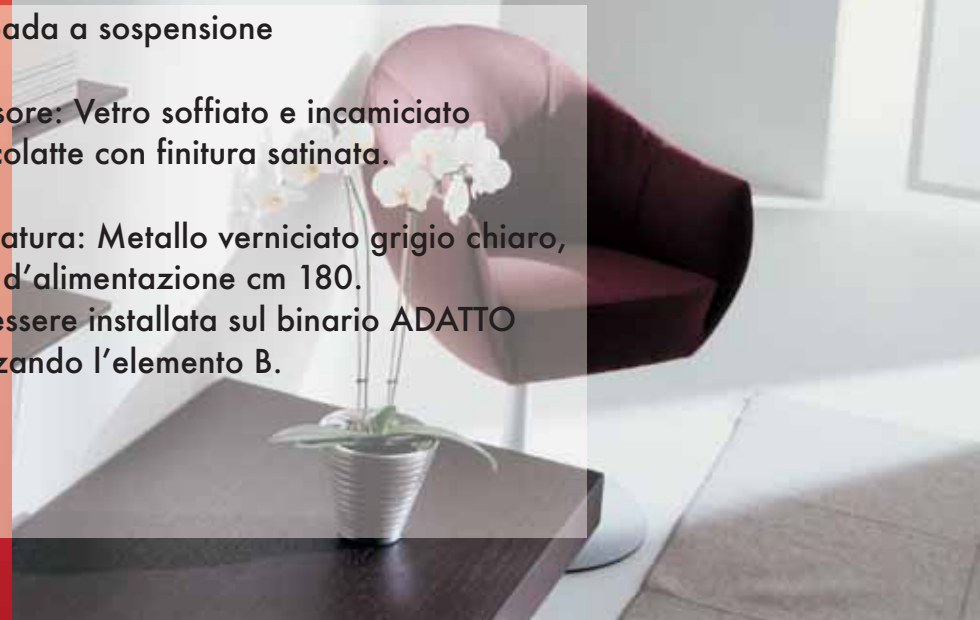 ada a sospensione
sore: Vetro soffiato e incamiciato
colatte con finitura satinata.
atura: Metallo verniciato grigio chiaro,
d’alimentazione cm 180.
essere installata sul binario ADATTO
zando l’elemento B.